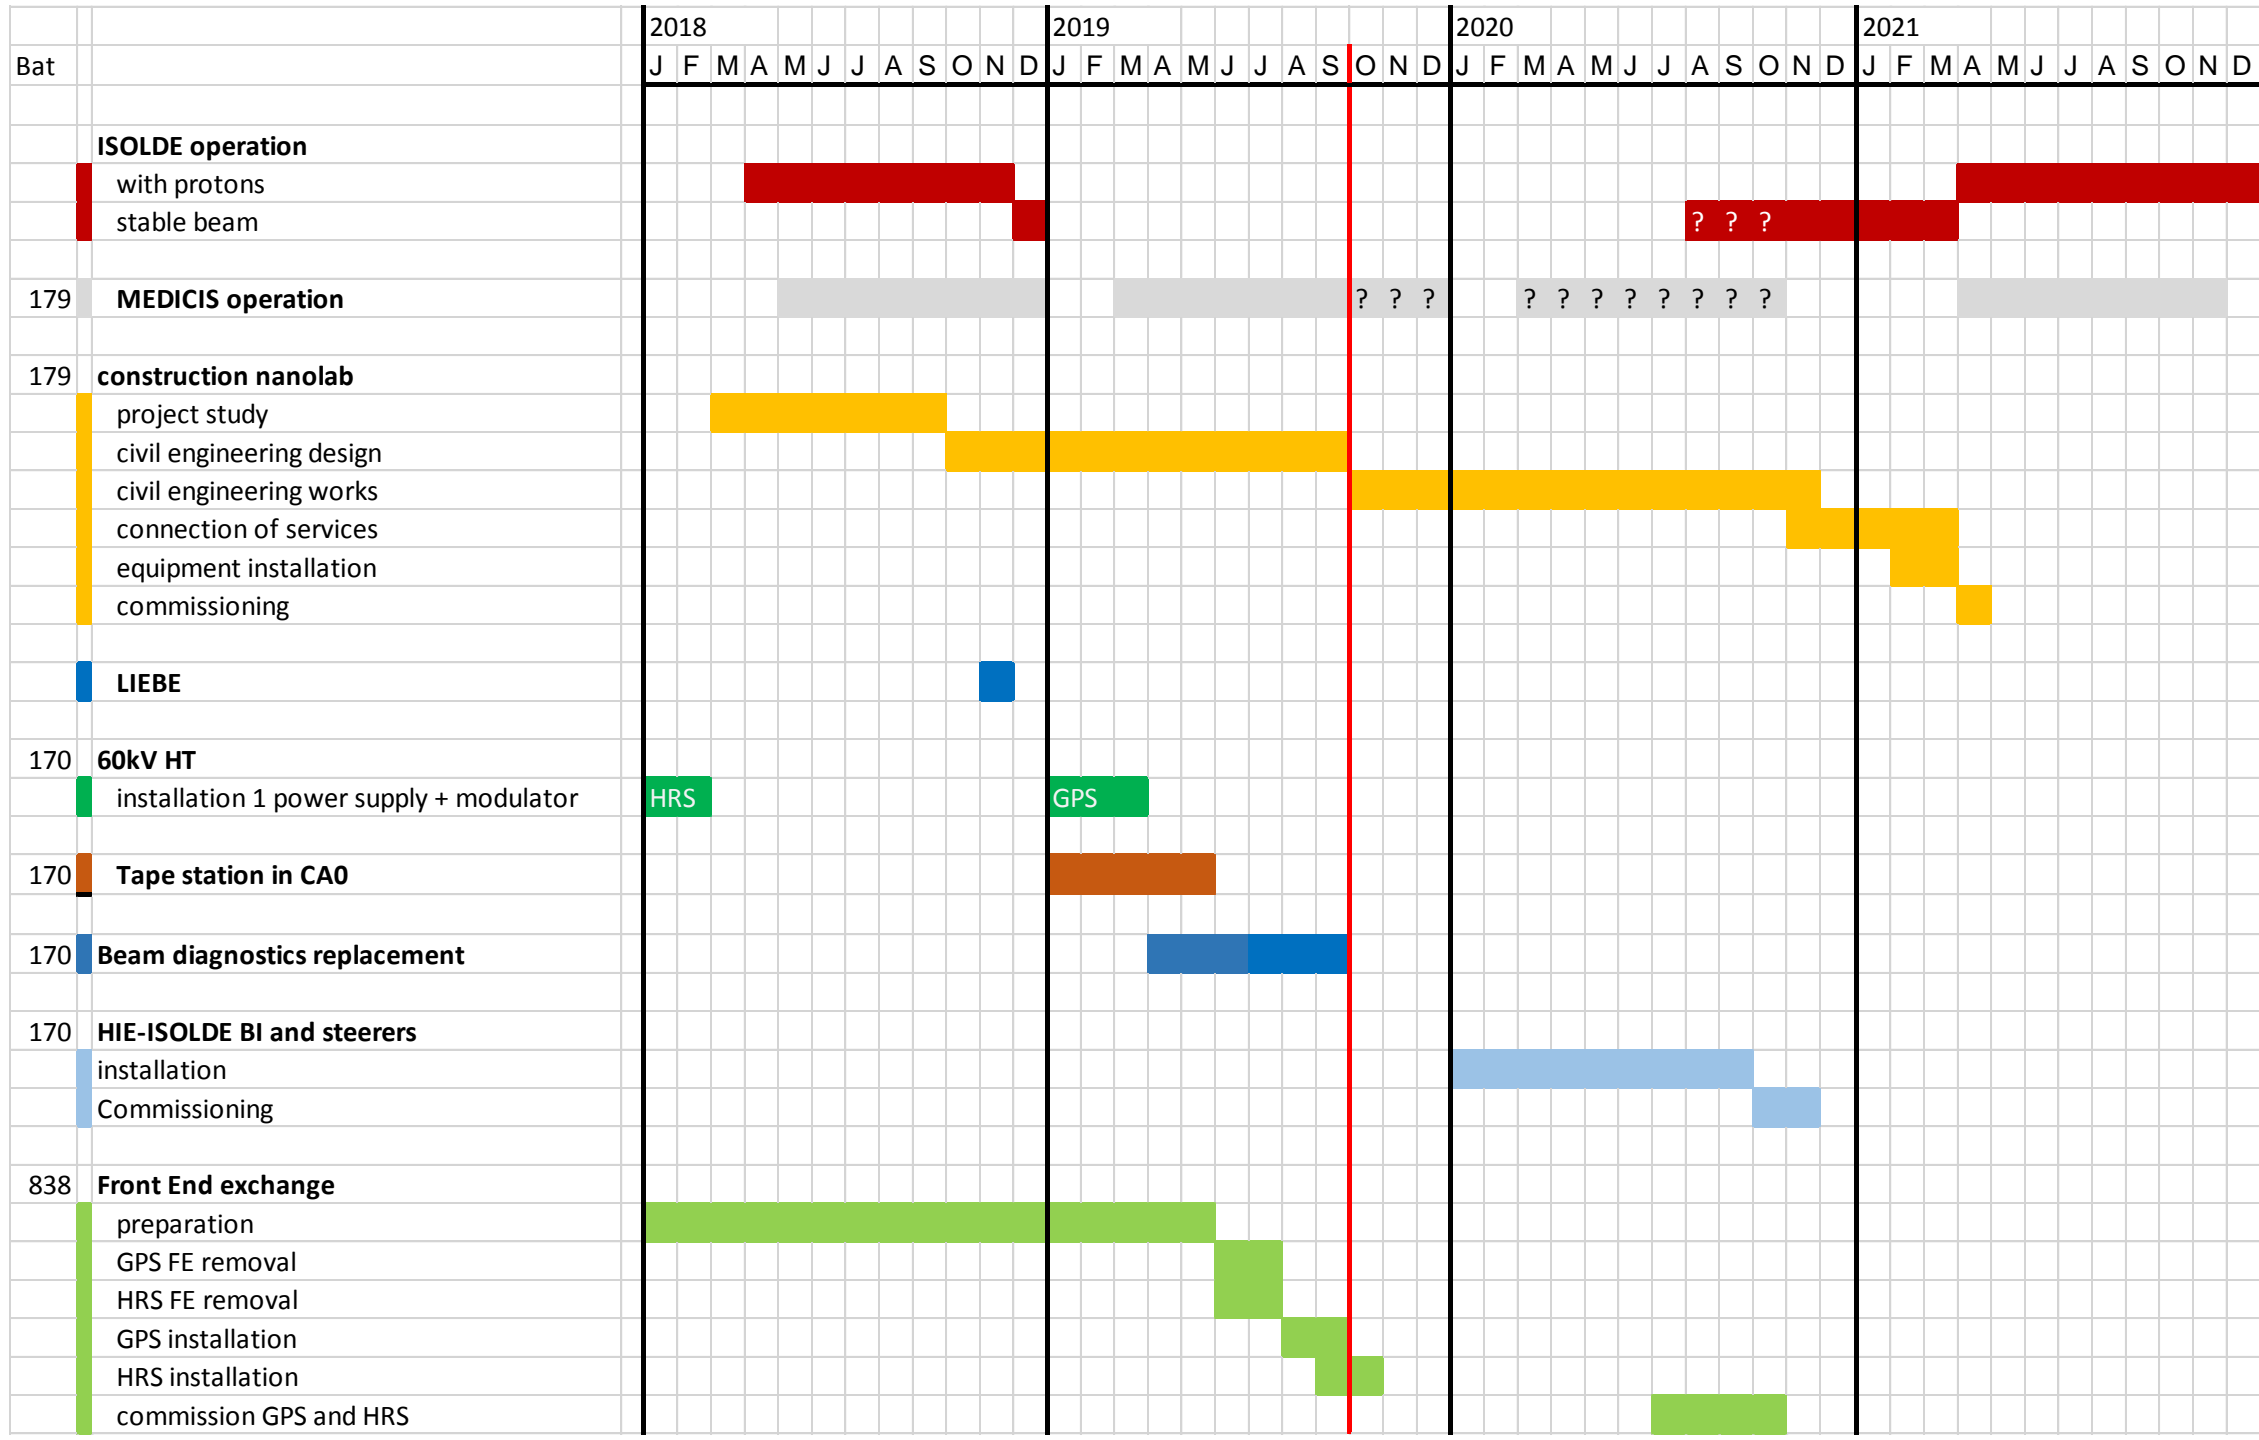 2018 2019 2020 2021
Bat J F M A M J J A S O N D J F M A M J J A S O N D J F M A M J J A S O N D J F M A M J J A S O N D
ISOLDE operation
with protons
stable beam ? ? ?
179 MEDICIS operation ? ? ? ? ? ? ? ? ? ? ?
179 construction nanolab
project study
civil engineering design
civil engineering works
connection of services
equipment installation
commissioning
LIEBE
170 60kV HT
installation 1 power supply + modulator HRS GPS
170 Tape station in CA0
170 Beam diagnostics replacement
170 HIE-ISOLDE BI and steerers
installation
Commissioning
838 Front End exchange
preparation
GPS FE removal
HRS FE removal
GPS installation
HRS installation
commission GPS and HRS